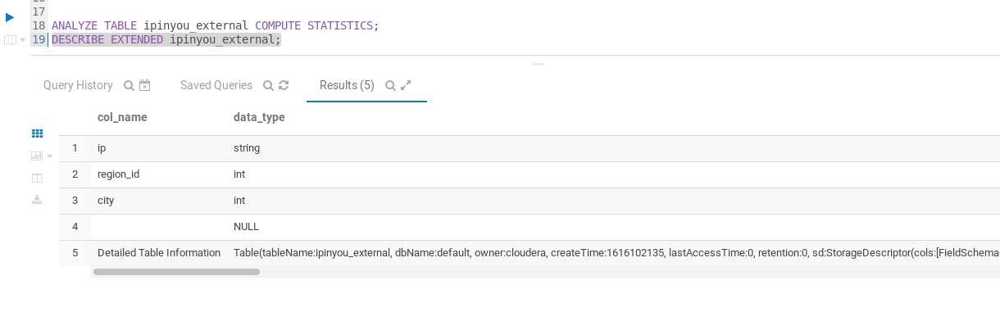 17
18 ANALYZE TABLE ipinyou_external COMPUTE STATISTICS;
19 DESCRIBE EXTENDED ipinyou_external;
Query History Saved Queries Results (5)
col_name data_type
1 ip string
2 region_id int
3 city int
4 NULL
5 Detailed Table Information Table(tableName:ipinyou_external, dbName:default, owner:cloudera, createTime:1616102135, lastAccessTime:0, retention:0, sd:StorageDescriptor(cols:[FieldSchema